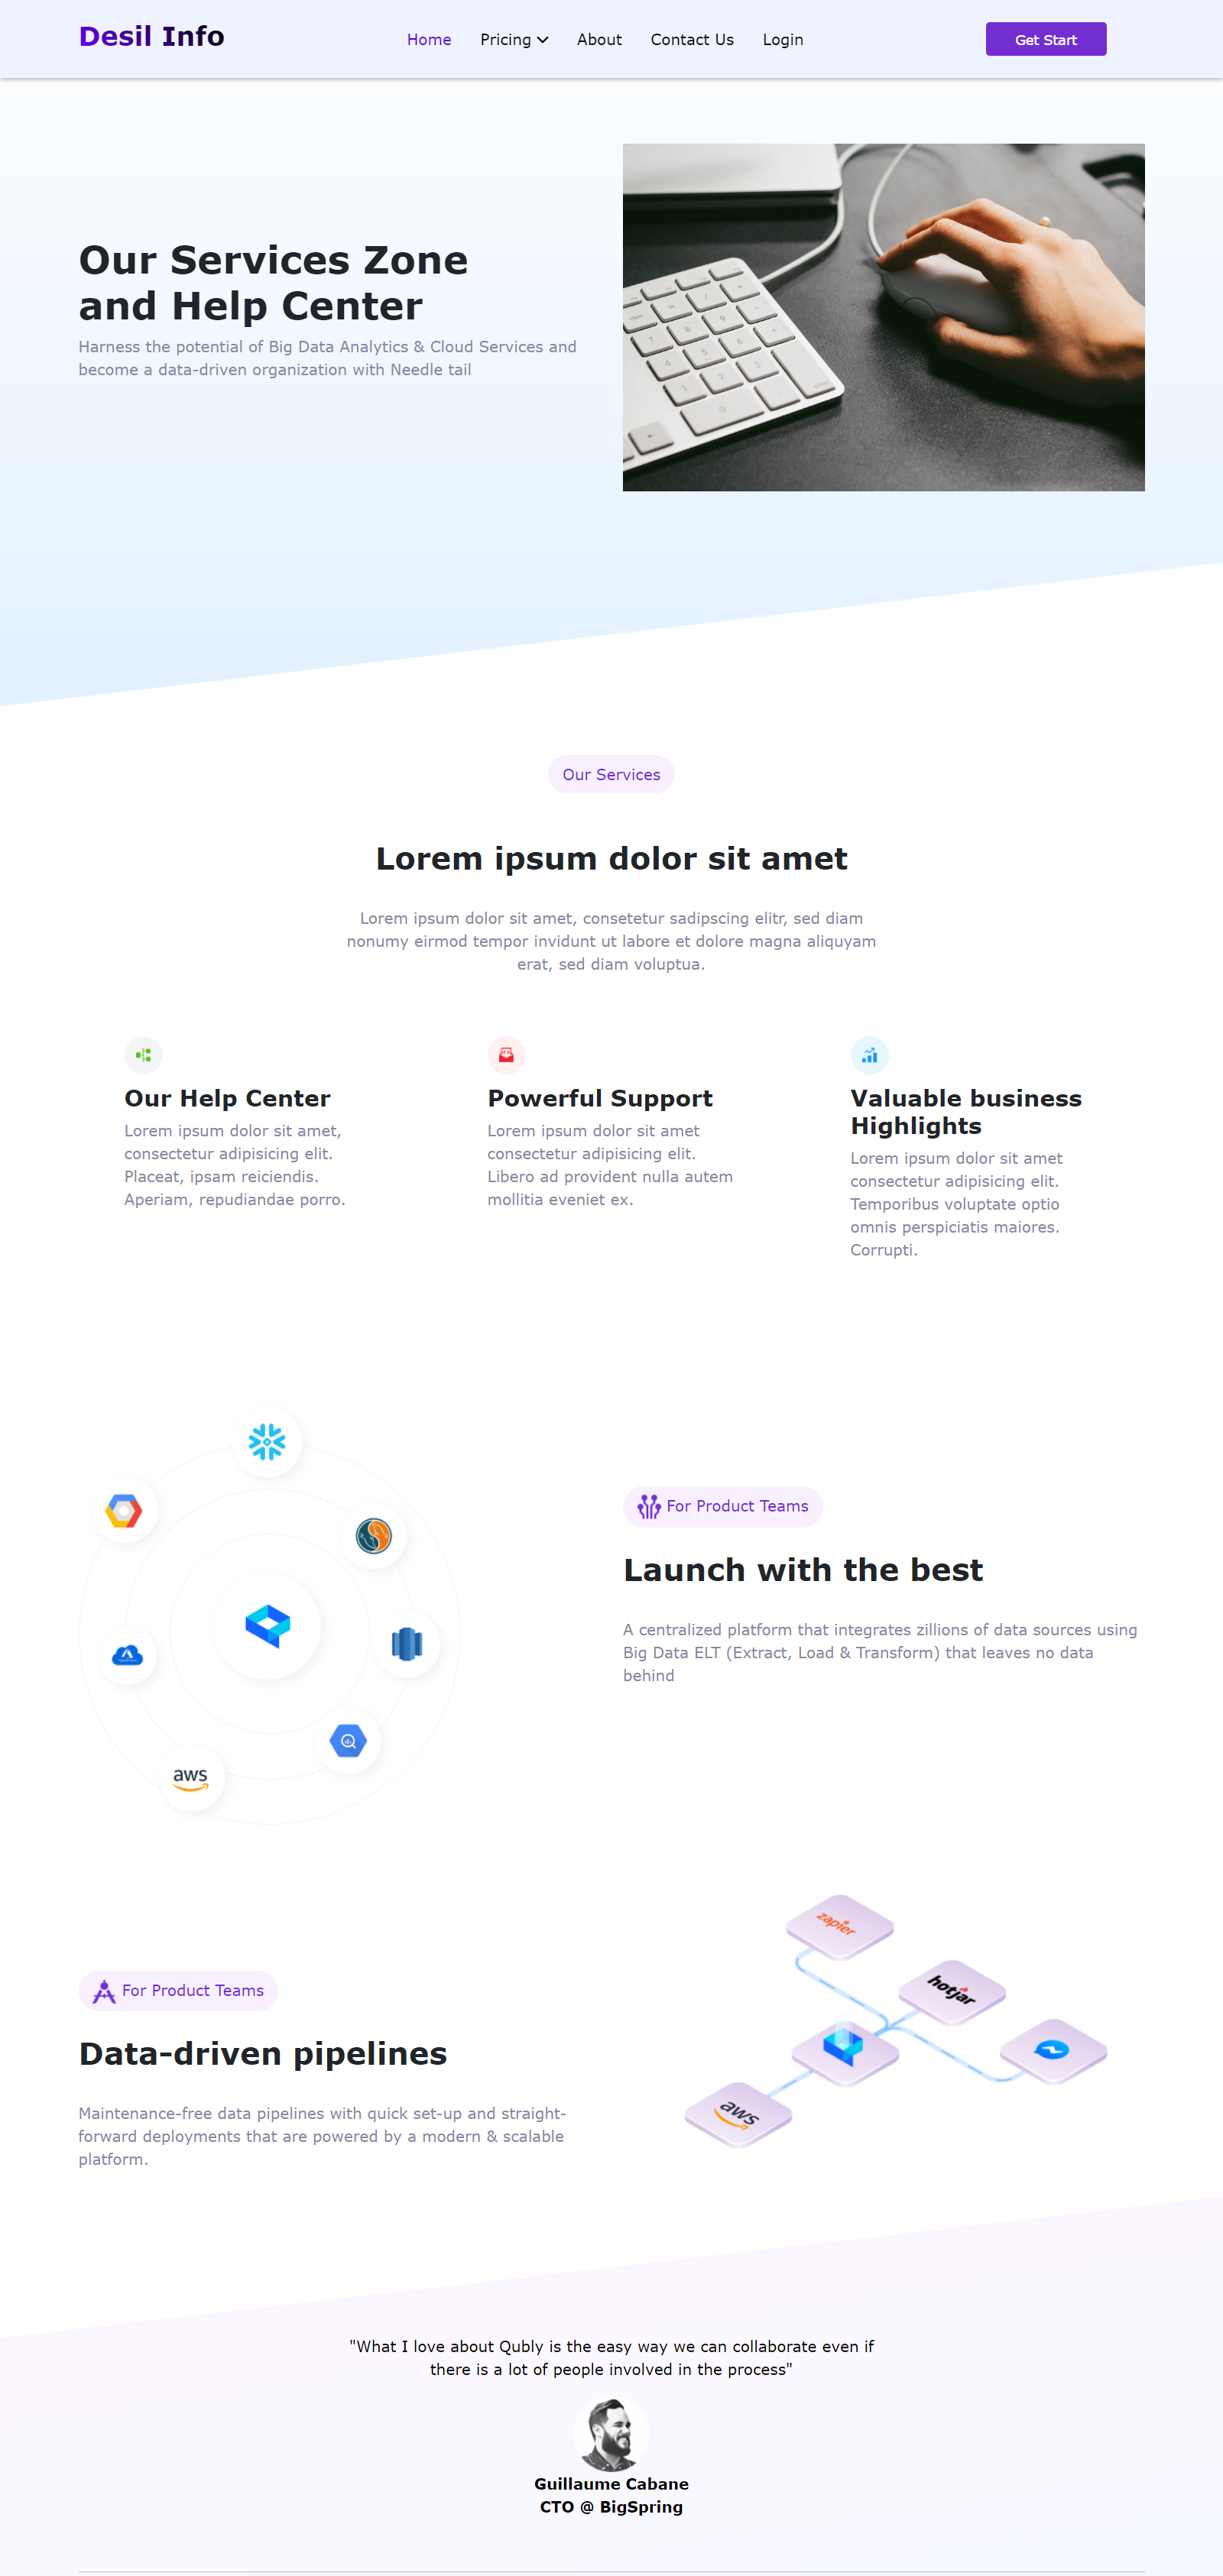 Desil Info
Home
Pricing
About
Contact Us
Login
Get Start
Our Services Zone
and Help Center
Harness the potential of Big Data Analytics & Cloud Services and
become a data-driven organization with Needle tail
Our Services
Lorem ipsum dolor sit amet
Lorem ipsum dolor sit amet, consetetur sadipscing elitr, sed diam
nonumy eirmod tempor invidunt ut labore et dolore magna aliquyam
erat, sed diam voluptua.
Our Help Center
Lorem ipsum dolor sit amet,
consectetur adipisicing elit.
Placeat, ipsam reiciendis.
Aperiam, repudiandae porro.
Powerful Support
Lorem ipsum dolor sit amet
consectetur adipisicing elit.
Libero ad provident nulla autem
mollitia eveniet ex.
Valuable business
Highlights
Lorem ipsum dolor sit amet
consectetur adipisicing elit.
Temporibus voluptate optio
omnis perspiciatis maiores.
Corrupti.
aws
For Product Teams
Launch with the best
A centralized platform that integrates zillions of data sources using
Big Data ELT (Extract, Load & Transform) that leaves no data
behind
For Product Teams
Data-driven pipelines
Maintenance-free data pipelines with quick set-up and straight-
forward deployments that are powered by a modern & scalable
platform.
zapier
hotjar
aws
"What I love about Qubly is the easy way we can collaborate even if
there is a lot of people involved in the process"
Guillaume Cabane
CTO @ BigSpring